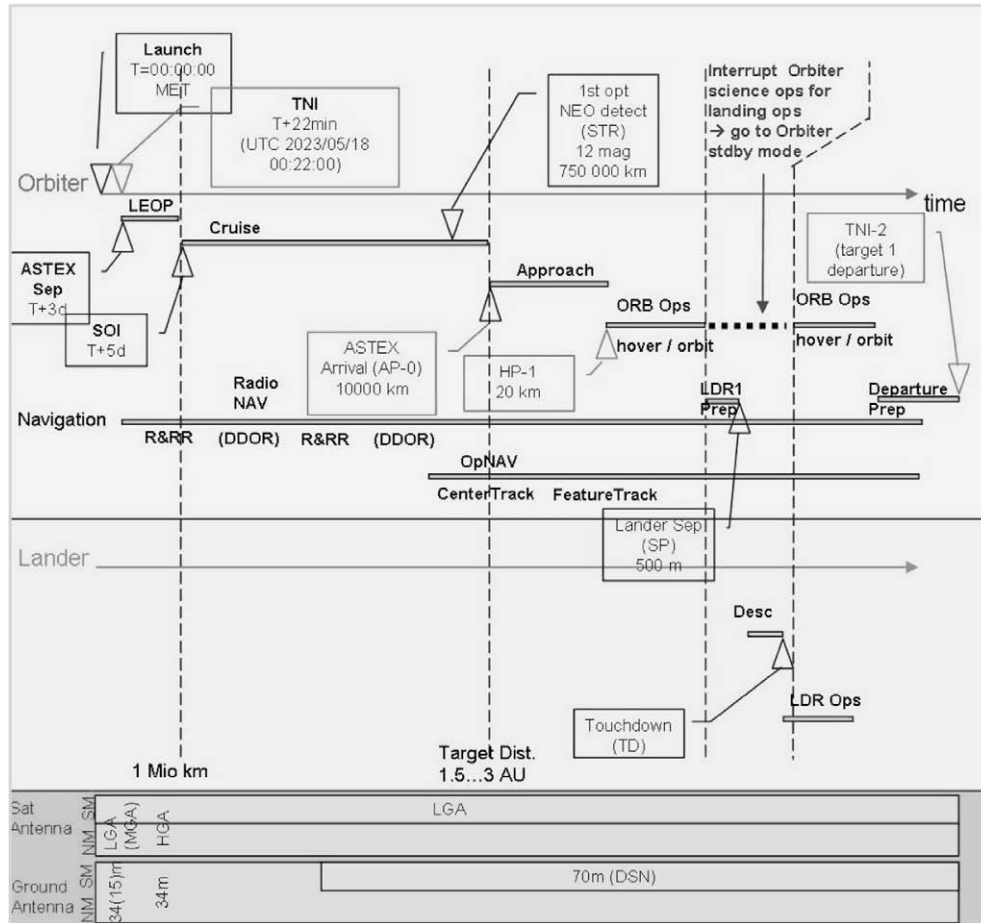 Launch
T=00:00:00
MET
TNI
T+22min
(UTC 2023/05/18
00:22:00)
1st opt
NEO detect
(STR)
12 mag
750 000 km
Interrupt Orbiter
science ops for
landing ops
→ go to Orbiter
stdby mode
Orbiter
time
LEOP
Cruise
TNI-2
(target 1
departure)
ASTEX
Sep
T+3d
SOI
T+5d
Approach
ORB Ops
ORB Ops
hover / orbit
hover / orbit
ASTEX
Arrival (AP-0)
10000 km
HP-1
20 km
Radio
NAV
LDR1
Prep
Departure
Prep
Navigation
R&RR
(DDOR)
R&RR
(DDOR)
OpNAV
CenterTrack
FeatureTrack
Lander Sep
(SP)
500 m
Lander
Desc
LDR Ops
Touchdown
(TD)
1 Mio km
Target Dist.
1.5...3 AU
Sat
Antenna
SM
NM
LGA
LGA
(MGA)
HGA
Ground
Antenna
SM
NM
70m (DSN)
34(15)m
34m